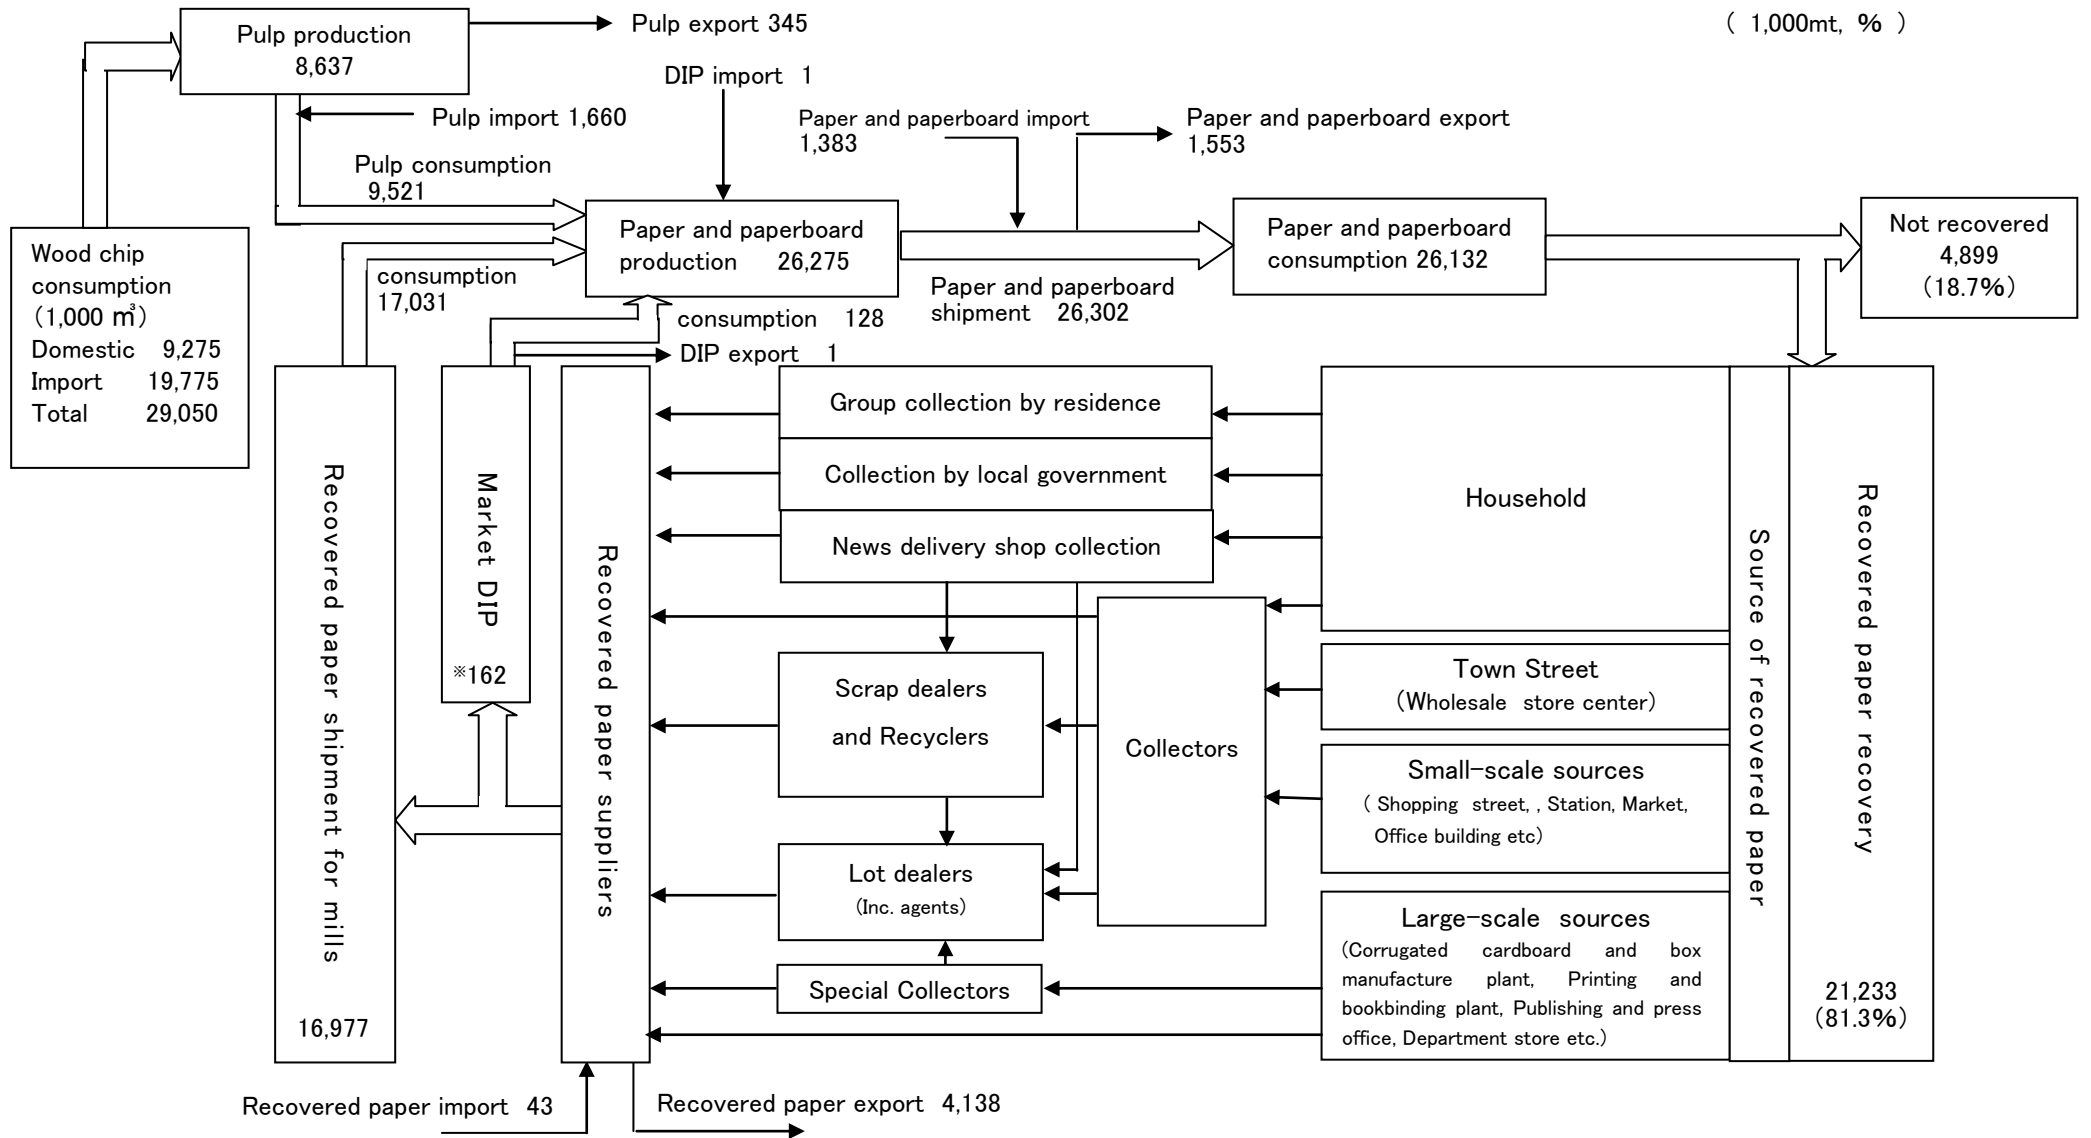 Pulp production
8,637
Pulp export 345
( 1,000mt, % )
DIP import 1
Pulp import 1,660
Paper and paperboard import
1,383
Paper and paperboard export
1,553
Pulp consumption
9,521
Wood chip
consumption
(1,000 ㎥)
Domestic 9,275
Import 19,775
Total 29,050
consumption
17,031
Paper and paperboard
production 26,275
consumption 128
DIP export 1
Paper and paperboard
shipment 26,302
Paper and paperboard
consumption 26,132
Not recovered
4,899
(18.7%)
Recovered paper shipment for mills
16,977
Market DIP
※162
Recovered paper suppliers
Group collection by residence
Collection by local government
News delivery shop collection
Scrap dealers
and Recyclers
Lot dealers
(Inc. agents)
Special Collectors
Collectors
Household
Town Street
(Wholesale store center)
Small-scale sources
( Shopping street, , Station, Market,
Office building etc)
Large-scale sources
(Corrugated cardboard and box
manufacture plant, Printing and
bookbinding plant, Publishing and press
office, Department store etc.)
Source of recovered paper
Recovered paper recovery
21,233
(81.3%)
Recovered paper import 43
Recovered paper export 4,138